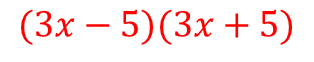 (3x − 5)(3x + 5)